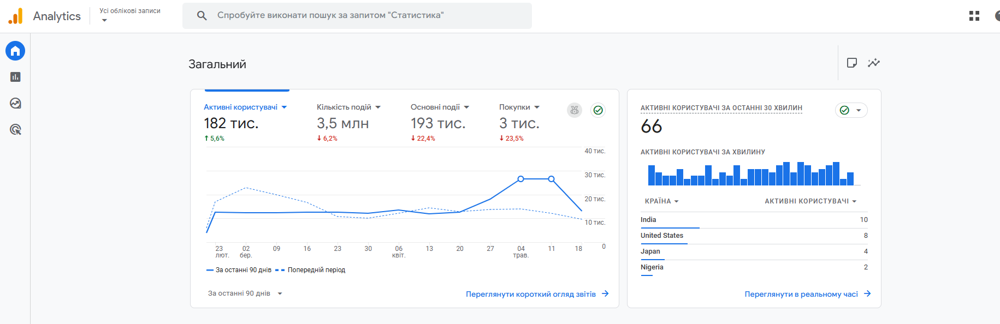 Analytics
Усі облікові записи
Спробуйте виконати пошук за запитом "Статистика"
Загальний
Активні користувачі
182 тис.
5,6%
Кількість подій
3,5 млн
6,2%
Основні події
193 тис.
22,4%
Покупки
3 тис.
23,5%
40 тис.
30 тис.
20 тис.
10 тис.
0
23 лют.
02 бер.
09
16
23
30
06 квіт.
13
20
27
04 трав.
11
18
За останні 90 днів
Попередній період
За останні 90 днів
Переглянути короткий огляд звітів
АКТИВНІ КОРИСТУВАЧІ ЗА ОСТАННІ 30 ХВИЛИН
66
АКТИВНІ КОРИСТУВАЧІ ЗА ХВИЛИНУ
КРАЇНА
АКТИВНІ КОРИСТУВАЧІ
India 10
United States 8
Japan 4
Nigeria 2
Переглянути в реальному часі